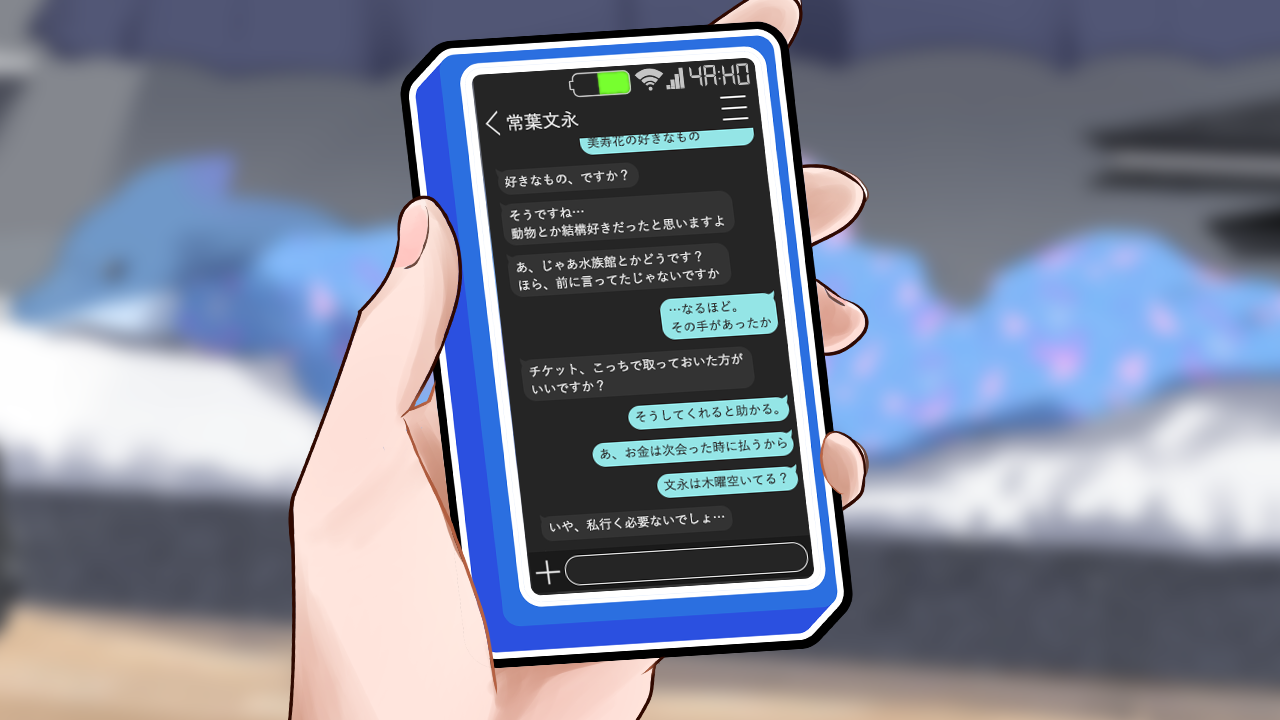 常葉文永
美寿花の好きなもの
好きなもの、ですか？
そうですね…
動物とか結構好きだったと思いますよ
あ、じゃあ水族館とかどうです？
ほら、前に言ってたじゃないですか
…なるほど。
その手があったか
チケット、こっちで取っておいた方が
いいですか？
そうしてくれると助かる。
あ、お金は次会った時に払うから
文永は木曜空いてる？
いや、私行く必要ないでしょ…